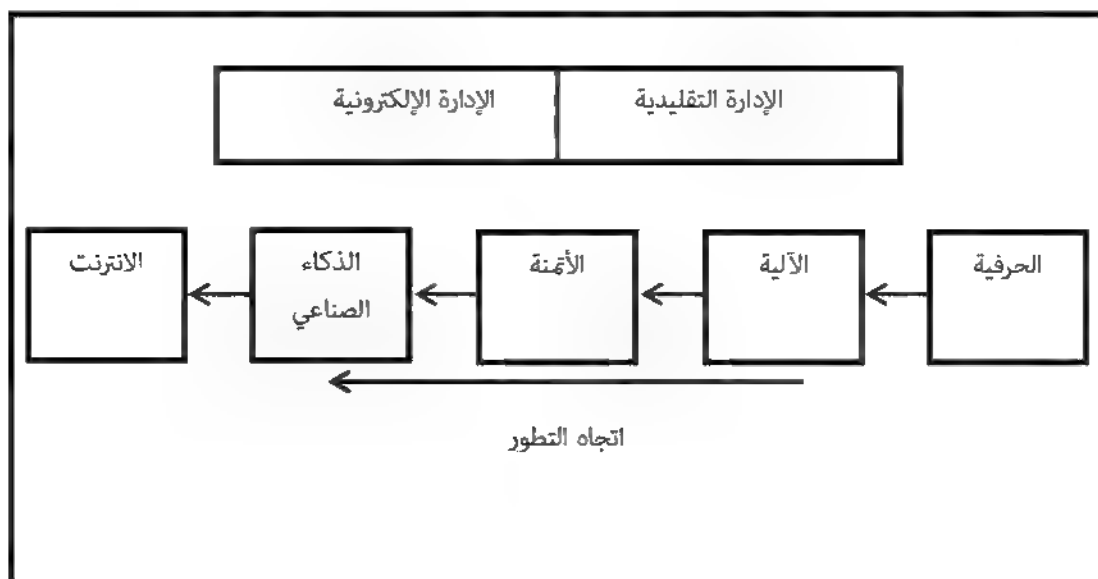 الإدارة التقليدية الإدارة الإلكترونية
الحرفية الآلية الأتمتة الذكاء الانترنت
الصناعي
اتجاه التطور